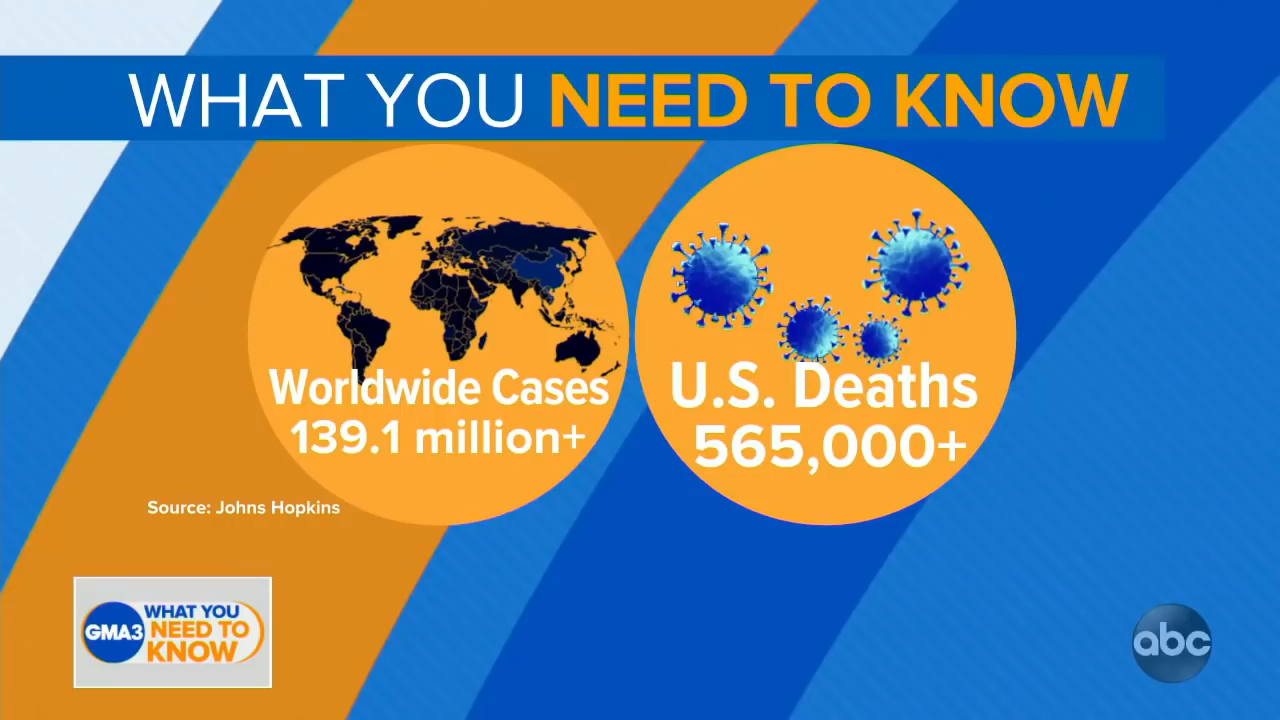 WHAT YOU NEED TO KNOW
Worldwide Cases
139.1 million+
U.S. Deaths
565,000+
Source: Johns Hopkins
GMA3
WHAT YOU
NEED TO
KNOW
abc